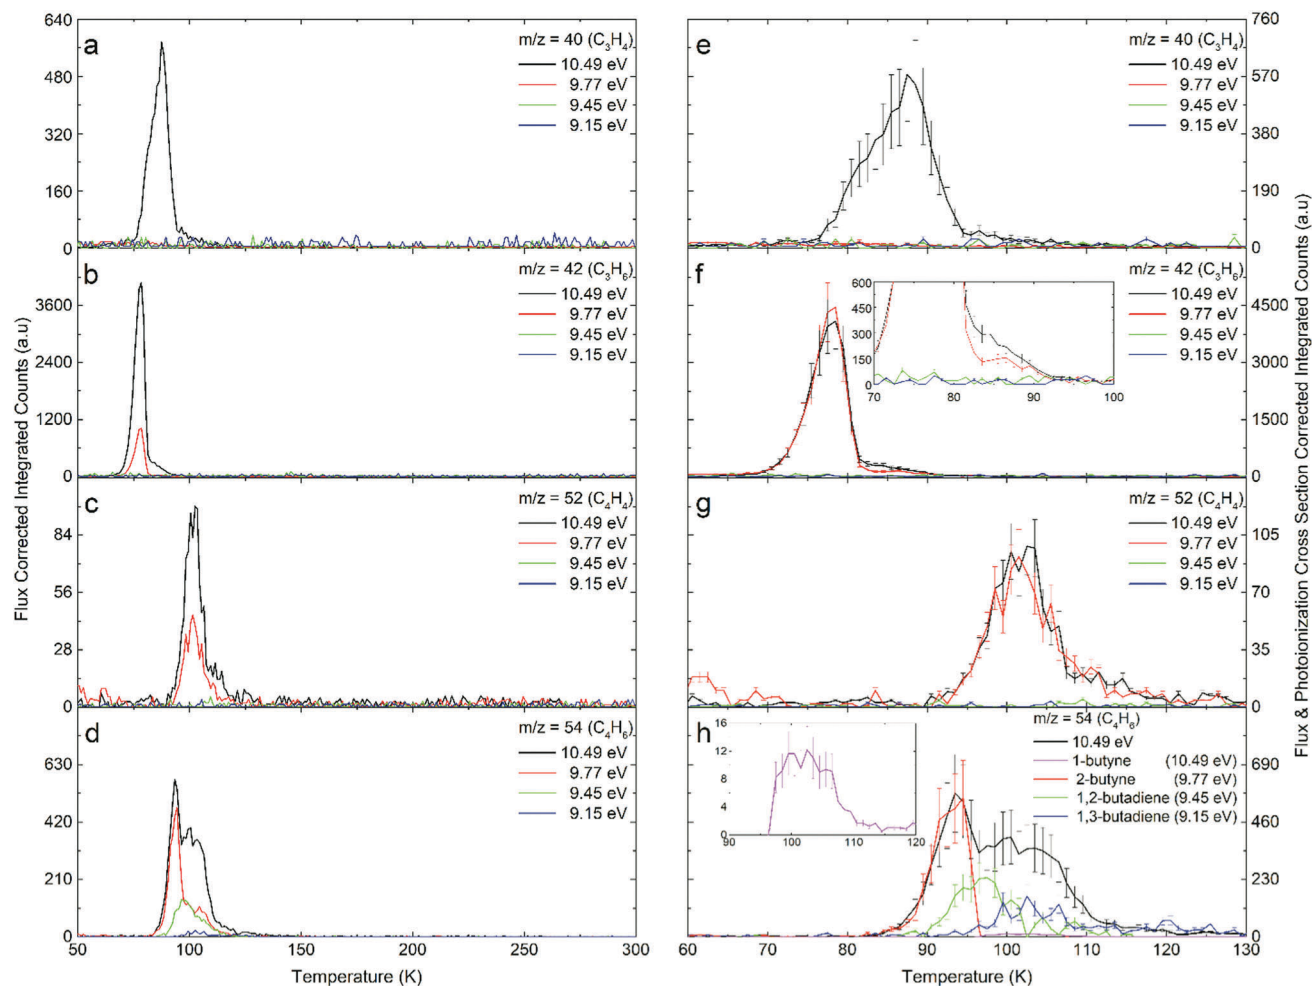 Flux Corrected Integrated Counts (a.u)
a
m/z = 40 (C₃H₄)
10.49 eV
9.77 eV
9.45 eV
9.15 eV
640
480
320
160
0
b
m/z = 42 (C₃H₆)
10.49 eV
9.77 eV
9.45 eV
9.15 eV
3600
2400
1200
0
c
m/z = 52 (C₄H₄)
10.49 eV
9.77 eV
9.45 eV
9.15 eV
84
56
28
0
d
m/z = 54 (C₄H₆)
10.49 eV
9.77 eV
9.45 eV
9.15 eV
630
420
210
0
50 100 150 200 250 300
Temperature (K)
e
m/z = 40 (C₃H₄)
10.49 eV
9.77 eV
9.45 eV
9.15 eV
760
570
380
190
0
f
m/z = 42 (C₃H₆)
10.49 eV
9.77 eV
9.45 eV
9.15 eV
600
450
300
150
0
70 80 90 100
4500
3000
1500
0
g
m/z = 52 (C₄H₄)
10.49 eV
9.77 eV
9.45 eV
9.15 eV
105
70
35
0
h
m/z = 54 (C₄H₆)
10.49 eV
1-butyne (10.49 eV)
2-butyne (9.77 eV)
1,2-butadiene (9.45 eV)
1,3-butadiene (9.15 eV)
16
12
8
4
0
90 100 110 120
690
460
230
0
60 70 80 90 100 110 120 130
Temperature (K)
Flux & Photoionization Cross Section Corrected Integrated Counts (a.u)